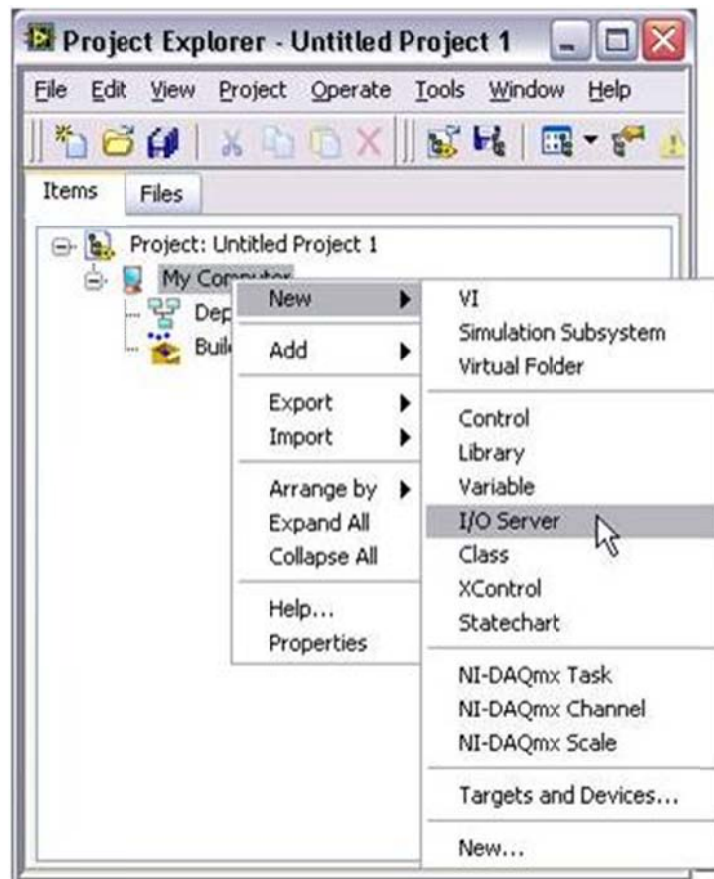 Project Explorer - Untitled Project 1
File Edit View Project Operate Tools Window Help
Items Files
Project: Untitled Project 1
My Computer
Dep
Buil
New
Add
Export
Import
Arrange by
Expand All
Collapse All
Help...
Properties
VI
Simulation Subsystem
Virtual Folder
Control
Library
Variable
I/O Server
Class
XControl
Statechart
NI-DAQmx Task
NI-DAQmx Channel
NI-DAQmx Scale
Targets and Devices...
New...